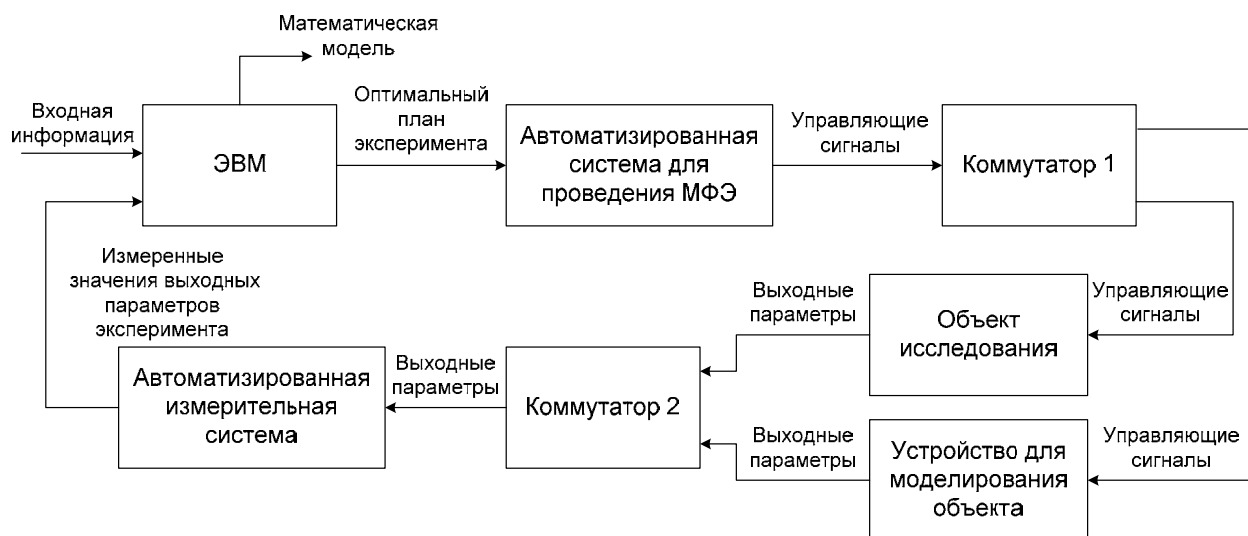 Математическая
модель
Входная
информация
ЭВМ
Оптимальный
план
эксперимента
Автоматизированная
система для
проведения МФЭ
Управляющие
сигналы
Коммутатор 1
Измеренные
значения выходных
параметров
эксперимента
Выходные
параметры
Объект
исследования
Управляющие
сигналы
Автоматизированная
измерительная
система
Выходные
параметры
Коммутатор 2
Выходные
параметры
Устройство для
моделирования
объекта
Управляющие
сигналы